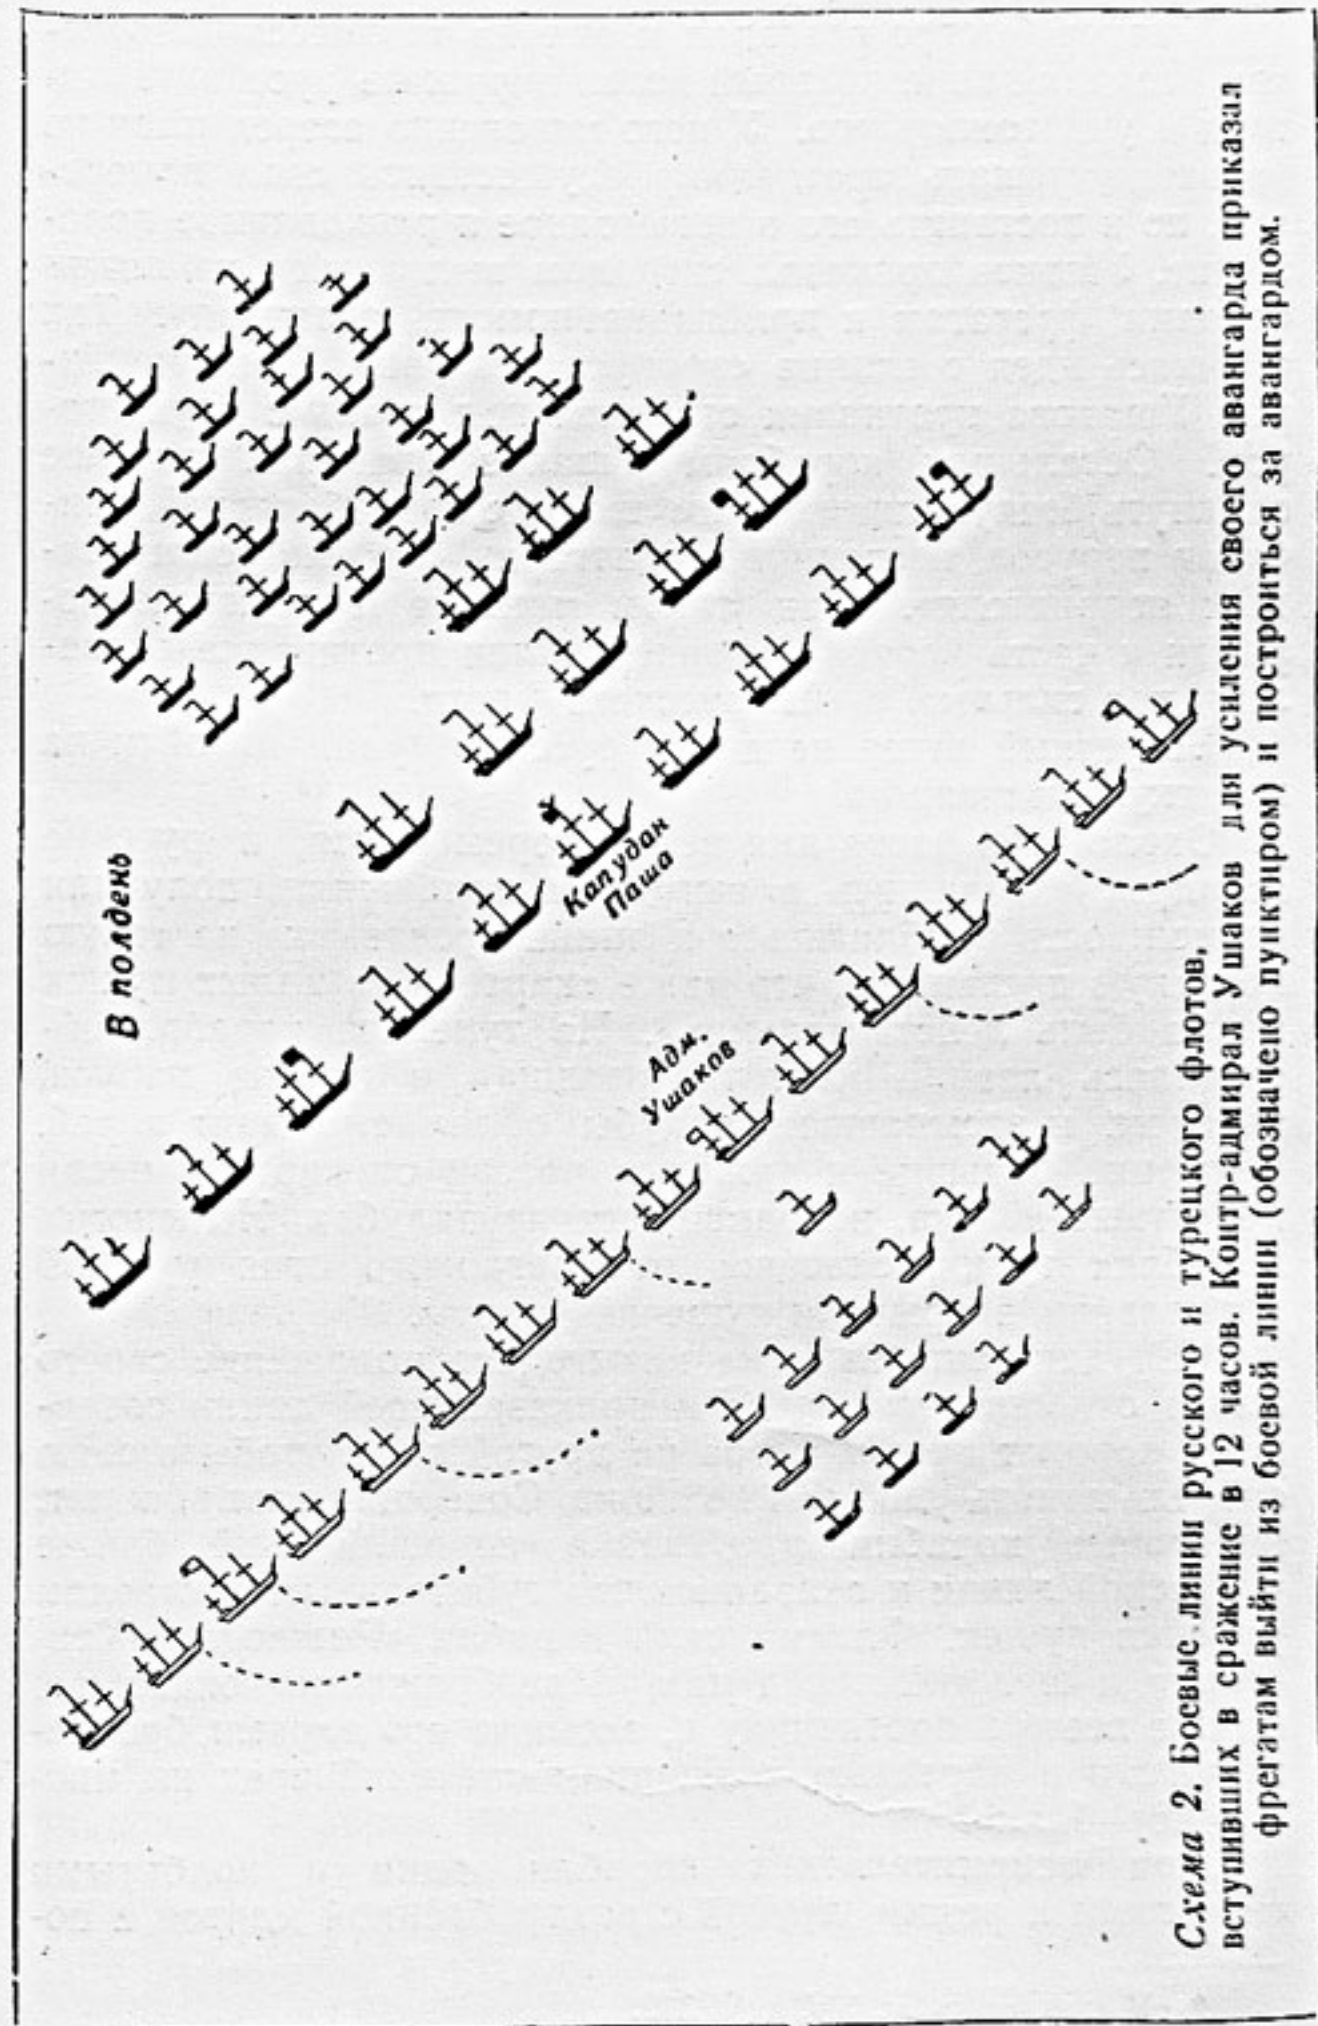 В полдень
Капудан
Паша
Адм.
Ушаков
Схема 2. Боевые линии русского и турецкого флотов,
вступивших в сражение в 12 часов. Контр-адмирал Ушаков для усиления своего авангарда приказал
фрегатам выйти из боевой линии (обозначено пунктиром) и построиться за авангардом.